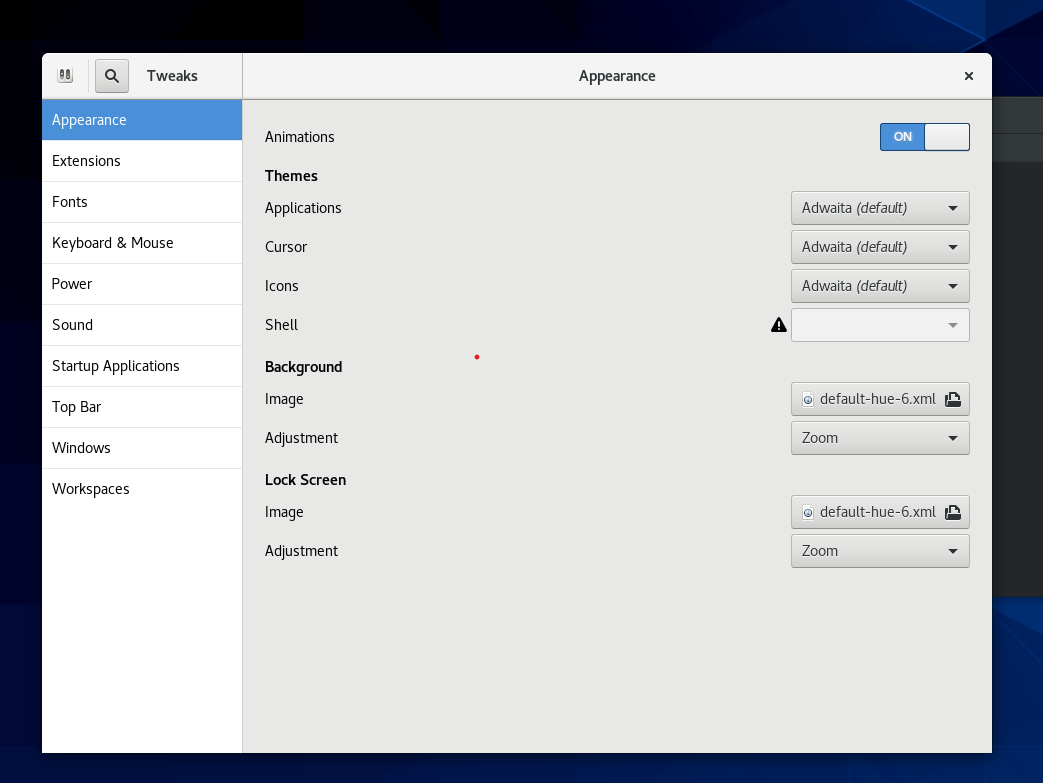 Tweaks
Appearance
Appearance
Extensions
Fonts
Keyboard & Mouse
Power
Sound
Startup Applications
Top Bar
Windows
Workspaces
Animations ON
Themes
Applications Adwaita (default)
Cursor Adwaita (default)
Icons Adwaita (default)
Shell
Background
Image default-hue-6.xml
Adjustment Zoom
Lock Screen
Image default-hue-6.xml
Adjustment Zoom